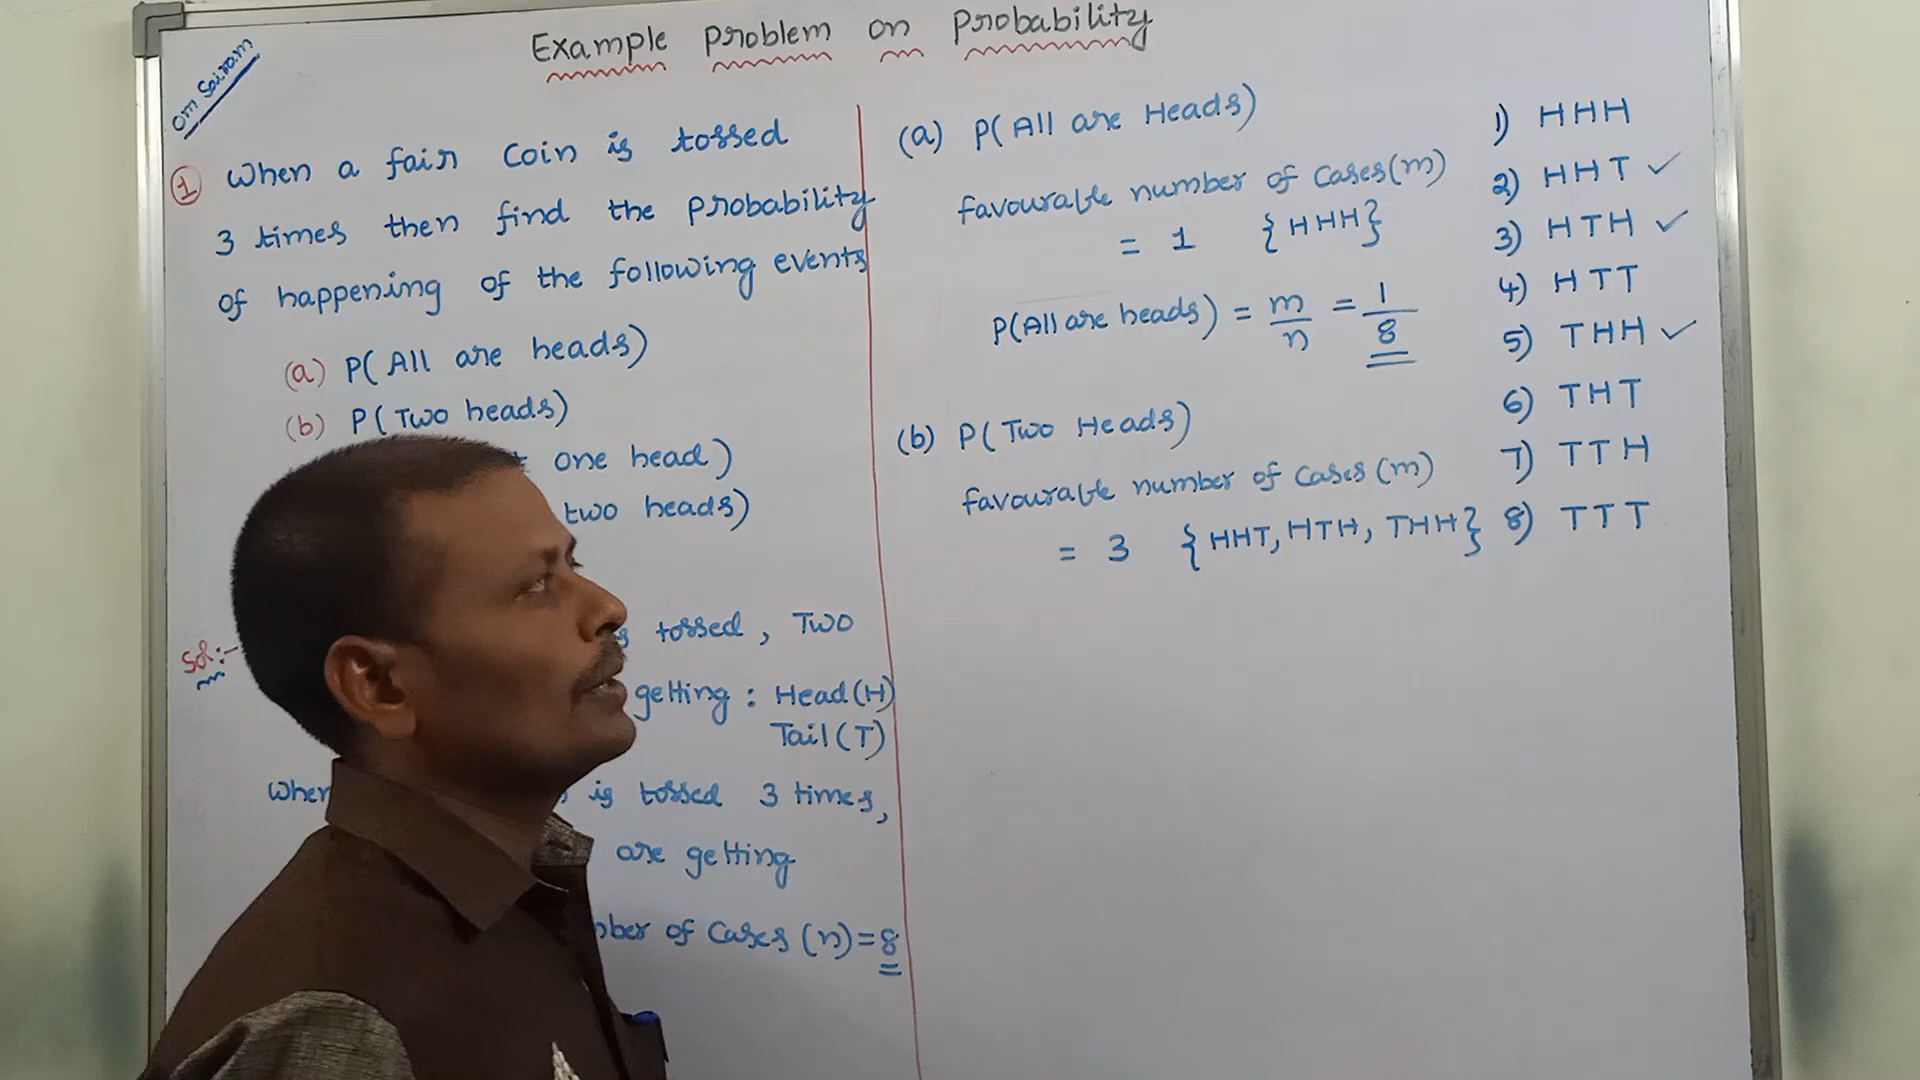 Example Problem on Probability
Om Sairam
1 When a fair Coin is tossed
3 times then find the probability
of happening of the following events
(a) P(All are heads)
(b) P(Two heads)
one head)
two heads)
Sol:-
tossed, Two
getting : Head(H)
Tail(T)
When
is tossed 3 times,
are getting
of Cases (n)=8
(a) P(All are Heads)
favourable number of Cases(m)
= 1 {HHH}
P(All are heads) = m/n = 1/8
(b) P(Two Heads)
favourable number of Cases (m)
= 3 {HHT, HTH, THH}
1) HHH
2) HHT ✓
3) HTH ✓
4) HTT
5) THH ✓
6) THT
7) TTH
8) TTT